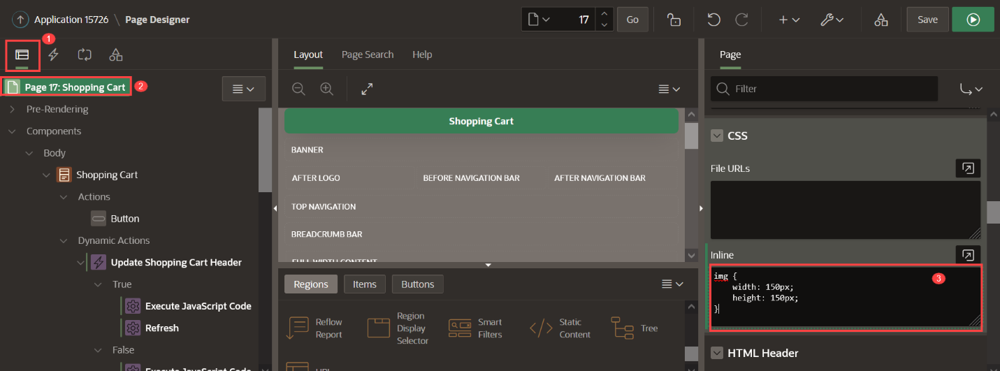 Application 15726 \ Page Designer
17
Go
Save
1
Page 17: Shopping Cart
2
Pre-Rendering
Components
Body
Shopping Cart
Actions
Button
Dynamic Actions
Update Shopping Cart Header
True
Execute JavaScript Code
Refresh
False
Execute JavaScript Code
Layout Page Search Help
Shopping Cart
BANNER
AFTER LOGO BEFORE NAVIGATION BAR AFTER NAVIGATION BAR
TOP NAVIGATION
BREADCRUMB BAR
FULL WIDTH CONTENT
Regions Items Buttons
Reflow
Report
Region
Display
Selector
Smart
Filters
Static
Content
Tree
URL
Page
Filter
CSS
File URLs
Inline
img {
width: 150px;
height: 150px;
}
3
HTML Header